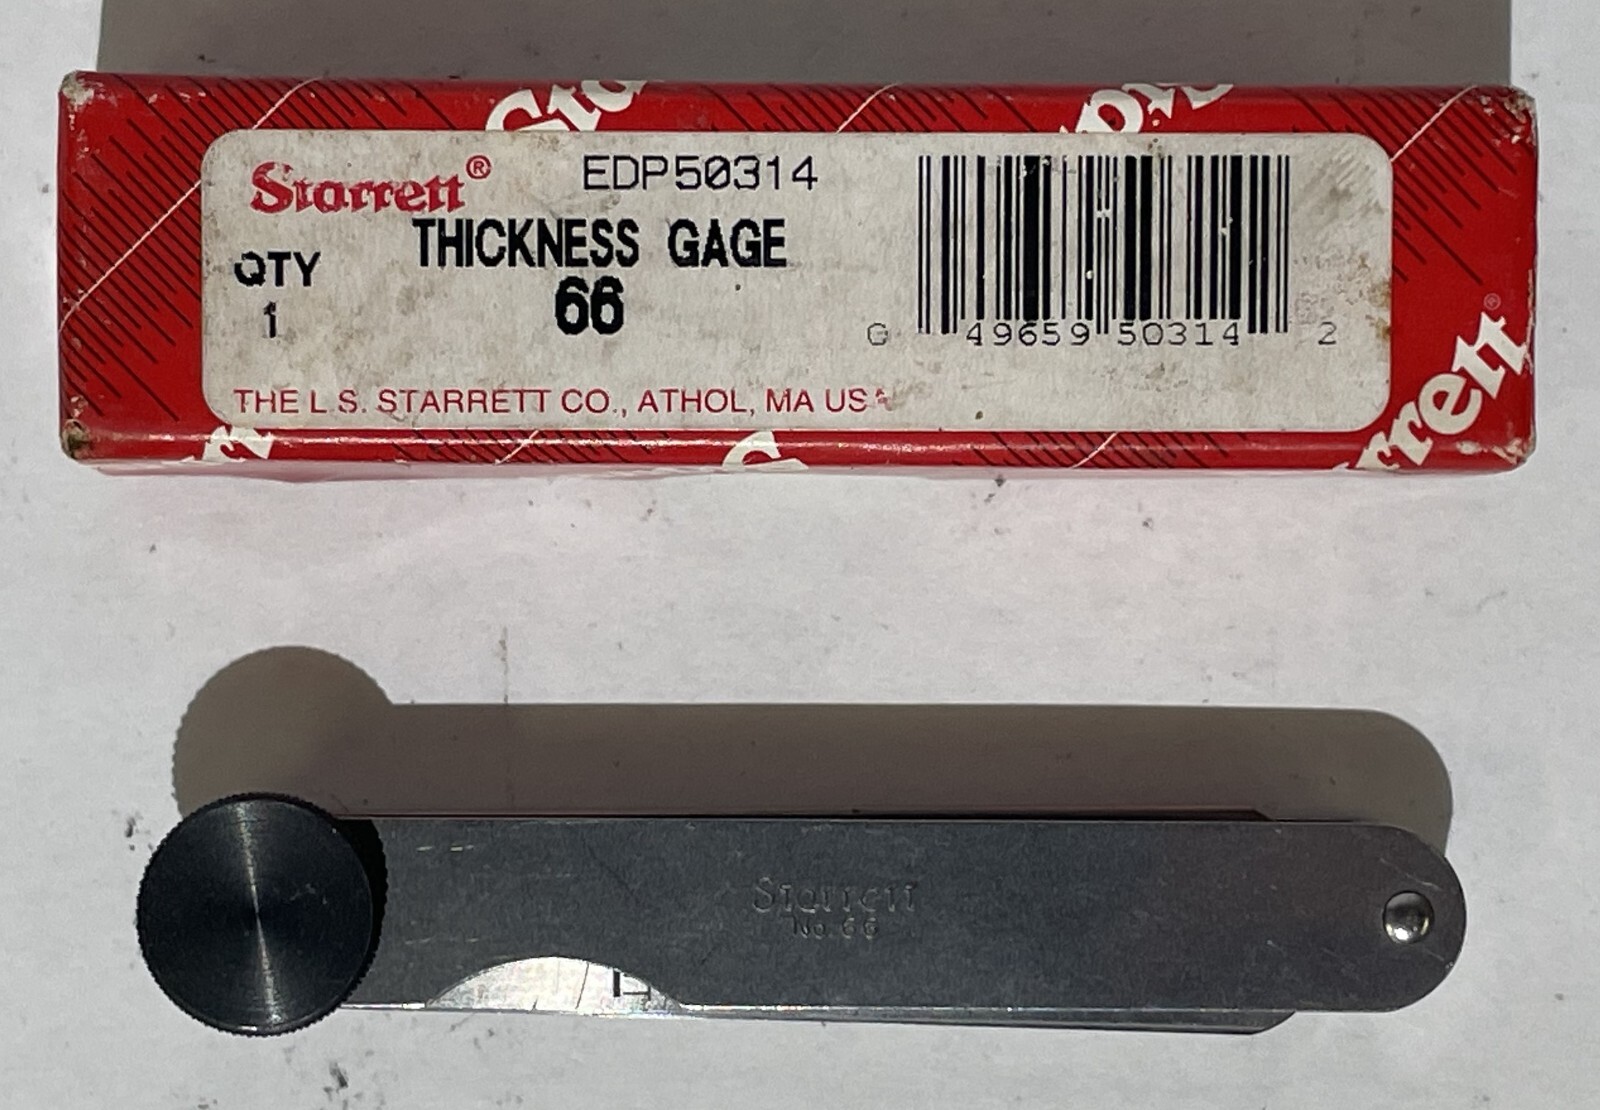 Starrett® EDP50314
THICKNESS GAGE
QTY
1
66
G 49659 50314 2
THE L.S. STARRETT CO., ATHOL, MA USA
rrett®
Starrett
No. 66